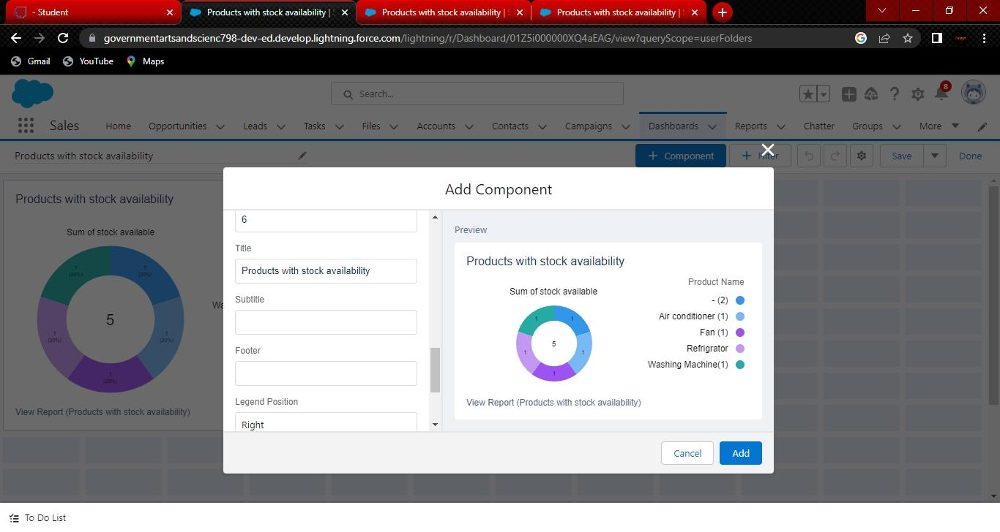 - Student
Products with stock availability |
Products with stock availability |
Products with stock availability |
governmentartsandscienc798-dev-ed.develop.lightning.force.com/lightning/r/Dashboard/01Z5i000000XQ4aEAG/view?queryScope=userFolders
Gmail YouTube Maps
Search...
8
Sales Home Opportunities Leads Tasks Files Accounts Contacts Campaigns Dashboards Reports Chatter Groups More
Products with stock availability
+ Component + Filter Save Done
Products with stock availability
Sum of stock available
1
(20%)
1
(20%)
1
(20%)
1
(20%)
1
(20%)
5
Wa
View Report (Products with stock availability)
Add Component
6
Title
Products with stock availability
Subtitle
Footer
Legend Position
Right
Preview
Products with stock availability
Sum of stock available
1
1
1
1
1
5
Product Name
- (2)
Air conditioner (1)
Fan (1)
Refrigrator
Washing Machine(1)
View Report (Products with stock availability)
Cancel Add
To Do List